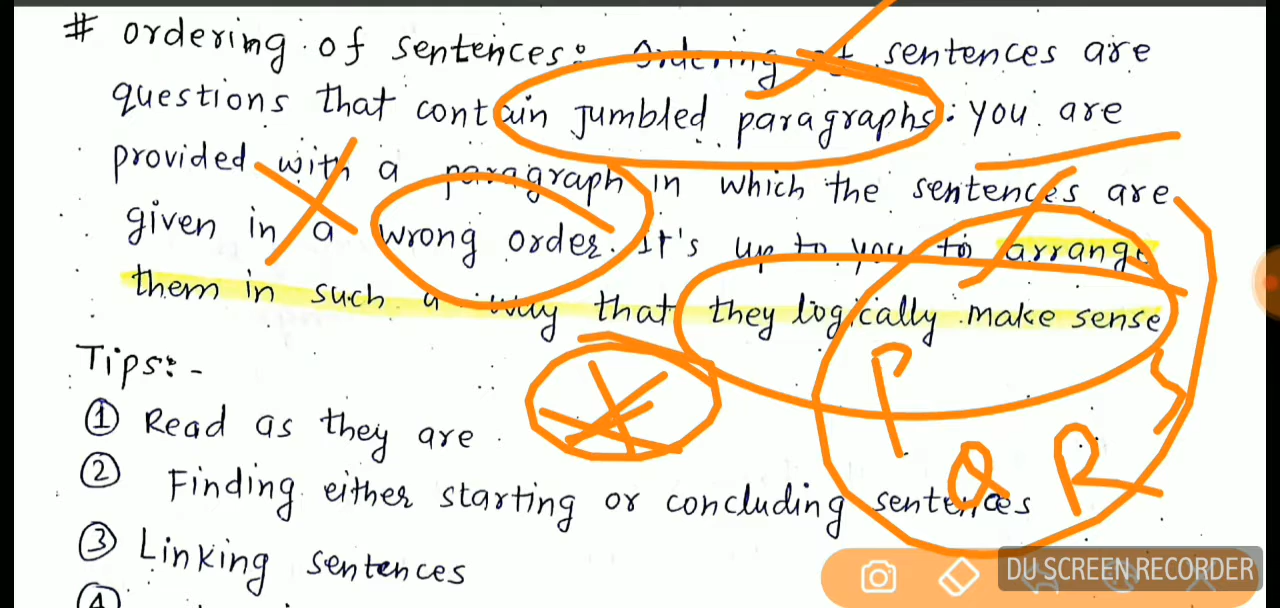 # ordering of sentences: ordering of sentences are
questions that contain Jumbled paragraphs. you are
provided with a paragraph in which the sentences are
given in a wrong order. It's up to you to arrange
them in such a way that they logically make sense
Tips:-
① Read as they are.
② Finding either starting or concluding sentences
③ Linking sentences
④
P
Q R
DU SCREEN RECORDER